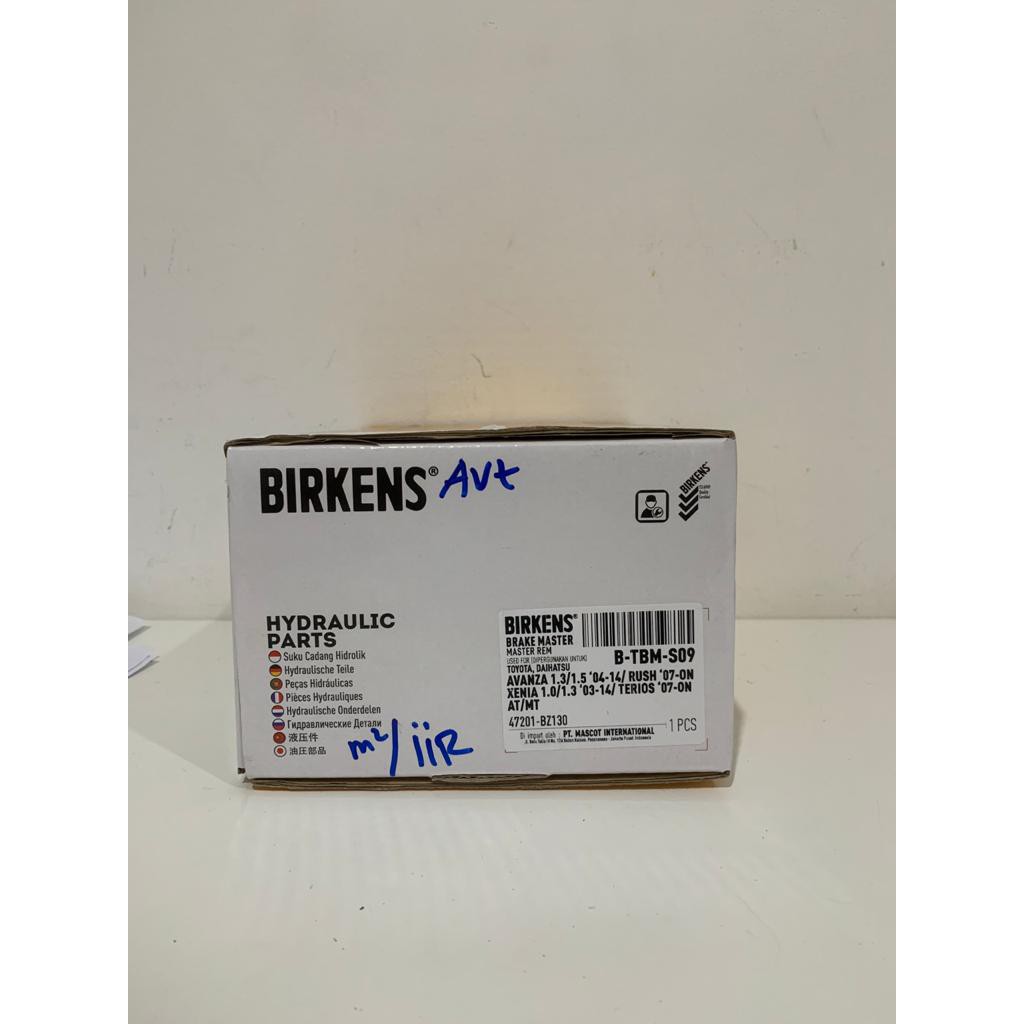 BIRKENS® Avt
BIRKENS
HYDRAULIC
PARTS
Suku Cadang Hidrolik
Hydraulische Teile
Peças Hidráulicas
Pièces Hydrauliques
Hydraulische Onderdelen
Гидравлические Детали
液压件
油圧部品
m²/iiR
BIRKENS®
BRAKE MASTER
MASTER REM
USED FOR (DIPERGUNAKAN UNTUK)
B-TBM-S09
TOYOTA, DAIHATSU
AVANZA 1.3/1.5 '04-14/ RUSH '07-ON
XENIA 1.0/1.3 '03-14/ TERIOS '07-ON
AT/MT
47201-BZ130
1 PCS
Di import oleh : PT. MASCOT INTERNATIONAL